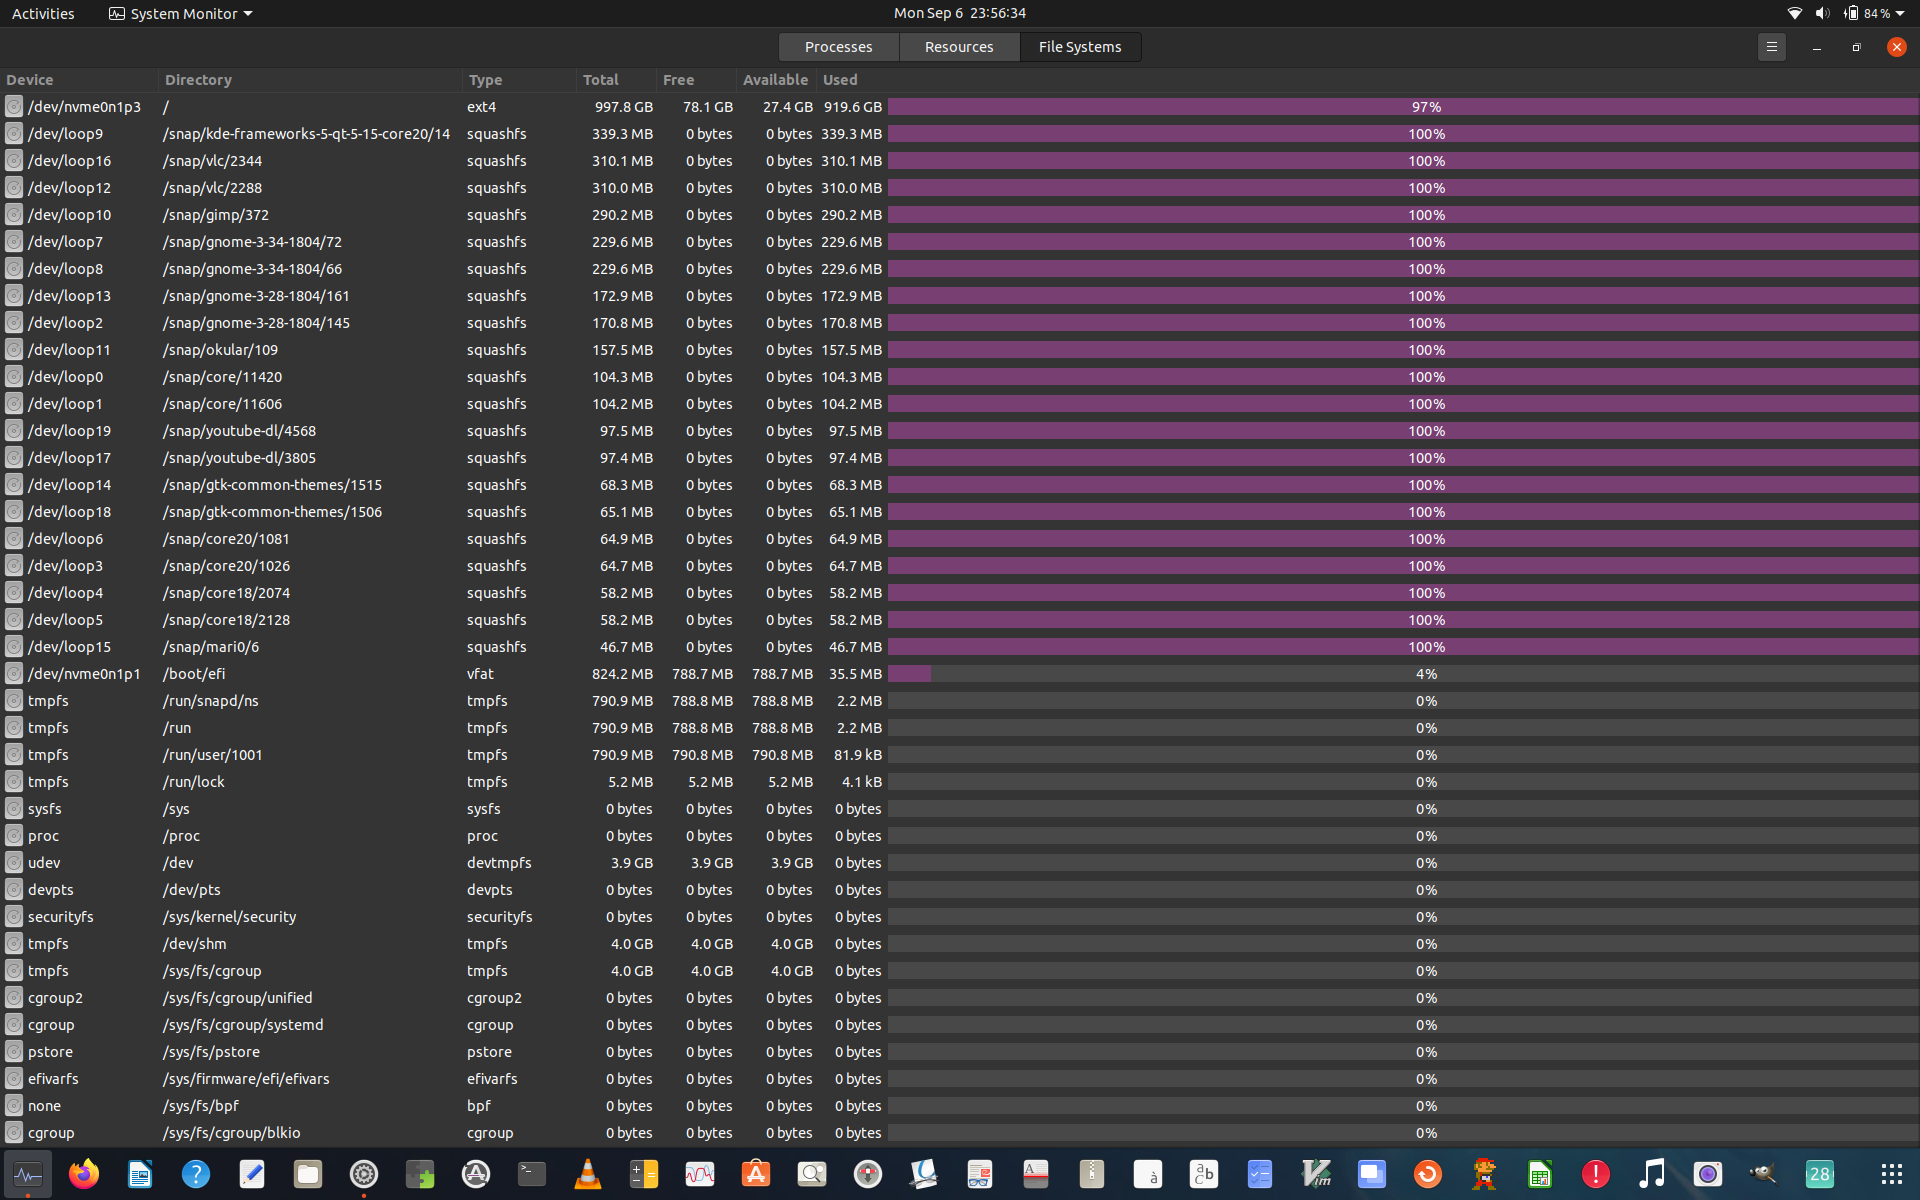 Activities System Monitor Mon Sep 6 23:56:34 84%
Processes Resources File Systems
Device Directory Type Total Free Available Used
/dev/nvme0n1p3 / ext4 997.8 GB 78.1 GB 27.4 GB 919.6 GB 97%
/dev/loop9 /snap/kde-frameworks-5-qt-5-15-core20/14 squashfs 339.3 MB 0 bytes 0 bytes 339.3 MB 100%
/dev/loop16 /snap/vlc/2344 squashfs 310.1 MB 0 bytes 0 bytes 310.1 MB 100%
/dev/loop12 /snap/vlc/2288 squashfs 310.0 MB 0 bytes 0 bytes 310.0 MB 100%
/dev/loop10 /snap/gimp/372 squashfs 290.2 MB 0 bytes 0 bytes 290.2 MB 100%
/dev/loop7 /snap/gnome-3-34-1804/72 squashfs 229.6 MB 0 bytes 0 bytes 229.6 MB 100%
/dev/loop8 /snap/gnome-3-34-1804/66 squashfs 229.6 MB 0 bytes 0 bytes 229.6 MB 100%
/dev/loop13 /snap/gnome-3-28-1804/161 squashfs 172.9 MB 0 bytes 0 bytes 172.9 MB 100%
/dev/loop2 /snap/gnome-3-28-1804/145 squashfs 170.8 MB 0 bytes 0 bytes 170.8 MB 100%
/dev/loop11 /snap/okular/109 squashfs 157.5 MB 0 bytes 0 bytes 157.5 MB 100%
/dev/loop0 /snap/core/11420 squashfs 104.3 MB 0 bytes 0 bytes 104.3 MB 100%
/dev/loop1 /snap/core/11606 squashfs 104.2 MB 0 bytes 0 bytes 104.2 MB 100%
/dev/loop19 /snap/youtube-dl/4568 squashfs 97.5 MB 0 bytes 0 bytes 97.5 MB 100%
/dev/loop17 /snap/youtube-dl/3805 squashfs 97.4 MB 0 bytes 0 bytes 97.4 MB 100%
/dev/loop14 /snap/gtk-common-themes/1515 squashfs 68.3 MB 0 bytes 0 bytes 68.3 MB 100%
/dev/loop18 /snap/gtk-common-themes/1506 squashfs 65.1 MB 0 bytes 0 bytes 65.1 MB 100%
/dev/loop6 /snap/core20/1081 squashfs 64.9 MB 0 bytes 0 bytes 64.9 MB 100%
/dev/loop3 /snap/core20/1026 squashfs 64.7 MB 0 bytes 0 bytes 64.7 MB 100%
/dev/loop4 /snap/core18/2074 squashfs 58.2 MB 0 bytes 0 bytes 58.2 MB 100%
/dev/loop5 /snap/core18/2128 squashfs 58.2 MB 0 bytes 0 bytes 58.2 MB 100%
/dev/loop15 /snap/mari0/6 squashfs 46.7 MB 0 bytes 0 bytes 46.7 MB 100%
/dev/nvme0n1p1 /boot/efi vfat 824.2 MB 788.7 MB 788.7 MB 35.5 MB 4%
tmpfs /run/snapd/ns tmpfs 790.9 MB 788.8 MB 788.8 MB 2.2 MB 0%
tmpfs /run tmpfs 790.9 MB 788.8 MB 788.8 MB 2.2 MB 0%
tmpfs /run/user/1001 tmpfs 790.9 MB 790.8 MB 790.8 MB 81.9 kB 0%
tmpfs /run/lock tmpfs 5.2 MB 5.2 MB 5.2 MB 4.1 kB 0%
sysfs /sys sysfs 0 bytes 0 bytes 0 bytes 0 bytes 0%
proc /proc proc 0 bytes 0 bytes 0 bytes 0 bytes 0%
udev /dev devtmpfs 3.9 GB 3.9 GB 3.9 GB 0 bytes 0%
devpts /dev/pts devpts 0 bytes 0 bytes 0 bytes 0 bytes 0%
securityfs /sys/kernel/security securityfs 0 bytes 0 bytes 0 bytes 0 bytes 0%
tmpfs /dev/shm tmpfs 4.0 GB 4.0 GB 4.0 GB 0 bytes 0%
tmpfs /sys/fs/cgroup tmpfs 4.0 GB 4.0 GB 4.0 GB 0 bytes 0%
cgroup2 /sys/fs/cgroup/unified cgroup2 0 bytes 0 bytes 0 bytes 0 bytes 0%
cgroup /sys/fs/cgroup/systemd cgroup 0 bytes 0 bytes 0 bytes 0 bytes 0%
pstore /sys/fs/pstore pstore 0 bytes 0 bytes 0 bytes 0 bytes 0%
efivarfs /sys/firmware/efi/efivars efivarfs 0 bytes 0 bytes 0 bytes 0 bytes 0%
none /sys/fs/bpf bpf 0 bytes 0 bytes 0 bytes 0 bytes 0%
cgroup /sys/fs/cgroup/blkio cgroup 0 bytes 0 bytes 0 bytes 0 bytes 0%
? >_ A à a b c Vim ! 28